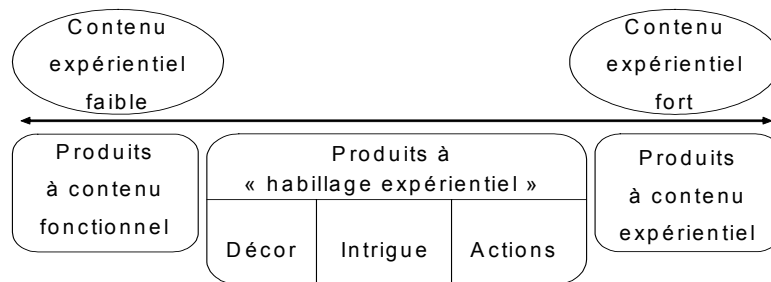 Contenu
expérientiel
faible
Contenu
expérientiel
fort
Produits
à contenu
fonctionnel
Produits à
« habillage expérientiel »
Décor
Intrigue
Actions
Produits
à contenu
expérientiel